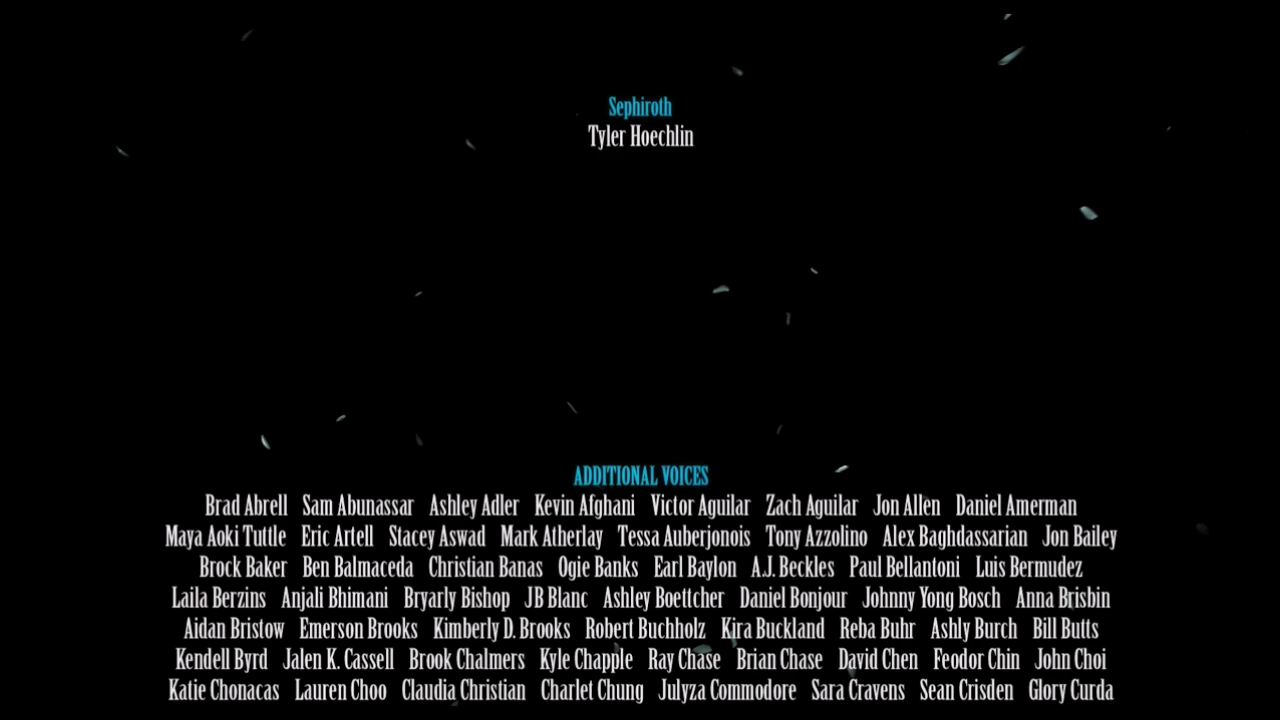 Sephiroth
Tyler Hoechlin
ADDITIONAL VOICES
Brad Abrell Sam Abunassar Ashley Adler Kevin Afghani Victor Aguilar Zach Aguilar Jon Allen Daniel Amerman
Maya Aoki Tuttle Eric Artell Stacey Aswad Mark Atherlay Tessa Auberjonois Tony Azzolino Alex Baghdassarian Jon Bailey
Brock Baker Ben Balmaceda Christian Banas Ogie Banks Earl Baylon A.J. Beckles Paul Bellantoni Luis Bermudez
Laila Berzins Anjali Bhimani Bryarly Bishop JB Blanc Ashley Boettcher Daniel Bonjour Johnny Yong Bosch Anna Brisbin
Aidan Bristow Emerson Brooks Kimberly D. Brooks Robert Buchholz Kira Buckland Reba Buhr Ashly Burch Bill Butts
Kendell Byrd Jalen K. Cassell Brook Chalmers Kyle Chapple Ray Chase Brian Chase David Chen Feodor Chin John Choi
Katie Chonacas Lauren Choo Claudia Christian Charlet Chung Julyza Commodore Sara Cravens Sean Crisden Glory Curda